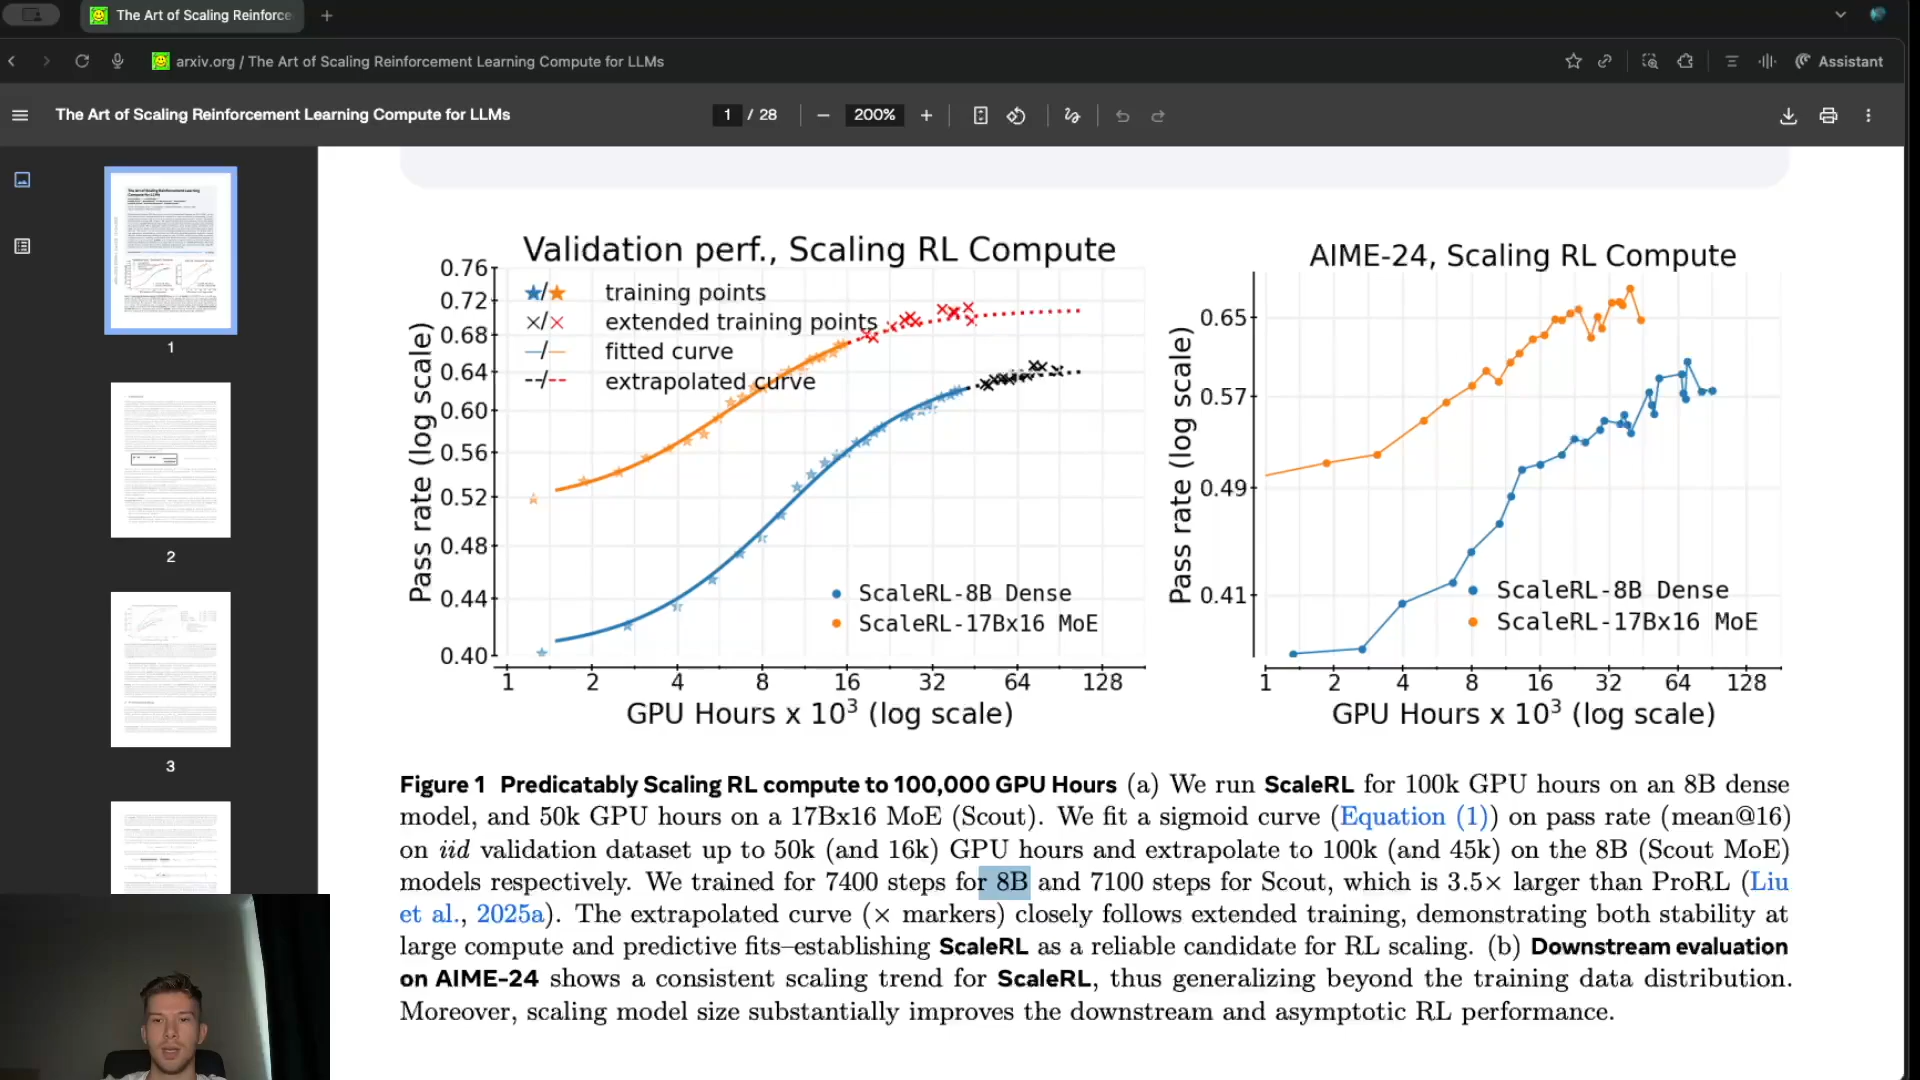 The Art of Scaling Reinforce
arxiv.org / The Art of Scaling Reinforcement Learning Compute for LLMs
Assistant
The Art of Scaling Reinforcement Learning Compute for LLMs
1 / 28
200%
1
2
3
Validation perf., Scaling RL Compute
Pass rate (log scale)
0.76
0.72
0.68
0.64
0.60
0.56
0.52
0.48
0.44
0.40
training points
extended training points
fitted curve
extrapolated curve
ScaleRL-8B Dense
ScaleRL-17Bx16 MoE
1 2 4 8 16 32 64 128
GPU Hours x 10³ (log scale)
AIME-24, Scaling RL Compute
Pass rate (log scale)
0.65
0.57
0.49
0.41
ScaleRL-8B Dense
ScaleRL-17Bx16 MoE
1 2 4 8 16 32 64 128
GPU Hours x 10³ (log scale)
Figure 1 Predicatably Scaling RL compute to 100,000 GPU Hours (a) We run ScaleRL for 100k GPU hours on an 8B dense
model, and 50k GPU hours on a 17Bx16 MoE (Scout). We fit a sigmoid curve (Equation (1)) on pass rate (mean@16)
on iid validation dataset up to 50k (and 16k) GPU hours and extrapolate to 100k (and 45k) on the 8B (Scout MoE)
models respectively. We trained for 7400 steps for 8B and 7100 steps for Scout, which is 3.5× larger than ProRL (Liu
et al., 2025a). The extrapolated curve (× markers) closely follows extended training, demonstrating both stability at
large compute and predictive fits–establishing ScaleRL as a reliable candidate for RL scaling. (b) Downstream evaluation
on AIME-24 shows a consistent scaling trend for ScaleRL, thus generalizing beyond the training data distribution.
Moreover, scaling model size substantially improves the downstream and asymptotic RL performance.